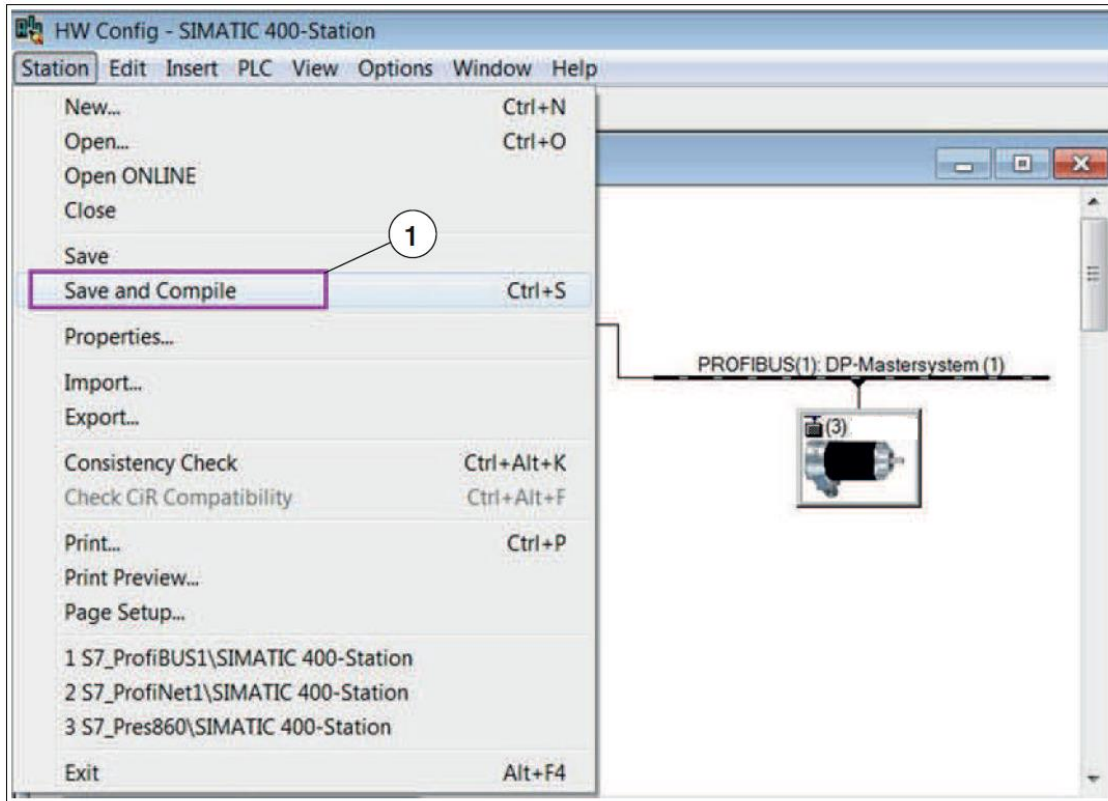 HW Config - SIMATIC 400-Station
Station Edit Insert PLC View Options Window Help
New... Ctrl+N
Open... Ctrl+O
Open ONLINE
Close
1
Save
Save and Compile Ctrl+S
Properties...
PROFIBUS(1): DP-Mastersystem (1)
Import...
Export...
(3)
Consistency Check Ctrl+Alt+K
Check CiR Compatibility Ctrl+Alt+F
Print... Ctrl+P
Print Preview...
Page Setup...
1 S7_ProfiBUS1\SIMATIC 400-Station
2 S7_ProfiNet1\SIMATIC 400-Station
3 S7_Pres860\SIMATIC 400-Station
Exit Alt+F4